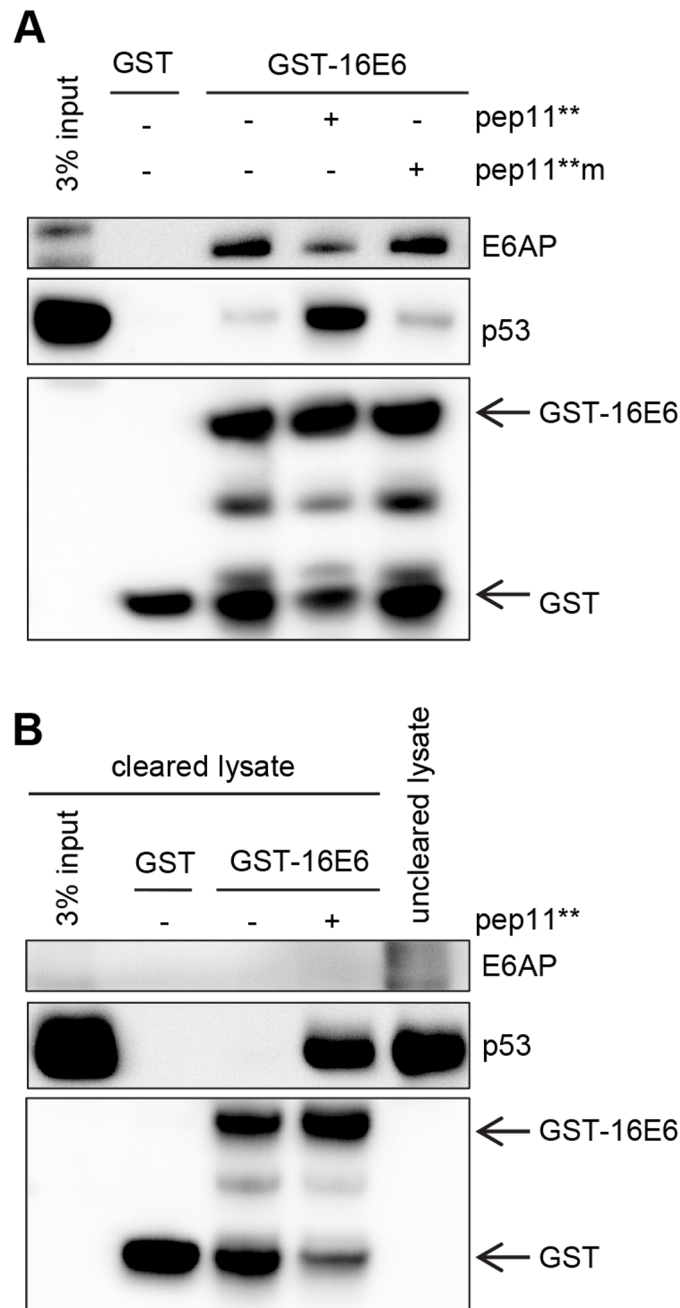 A
3% input
GST
GST-16E6
- - + - pep11**
- - - + pep11**m
E6AP
p53
GST-16E6
GST
B
cleared lysate
uncleared lysate
3% input
GST
GST-16E6
- - + pep11**
E6AP
p53
GST-16E6
GST